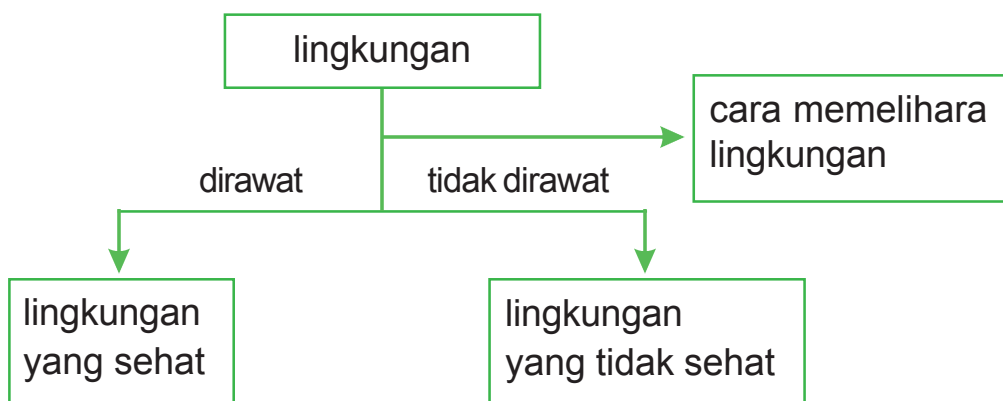 lingkungan
cara memelihara
lingkungan
dirawat
tidak dirawat
lingkungan
yang sehat
lingkungan
yang tidak sehat